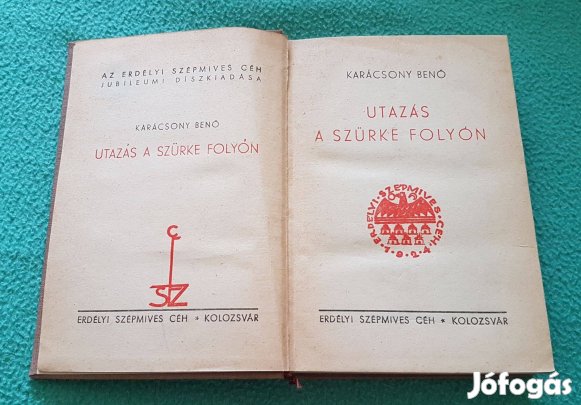 AZ ERDÉLYI SZÉPMIVES CÉH
JUBILEUMI DISZKIADÁSA
KARÁCSONY BENŐ
UTAZÁS A SZÜRKE FOLYÓN
C
SZ
ERDÉLYI SZÉPMIVES CÉH * KOLOZSVÁR
KARÁCSONY BENŐ
UTAZÁS
A SZÜRKE FOLYÓN
ERDÉLYI·SZÉPMIVES·CÉH·
1924
ERDÉLYI SZÉPMIVES CÉH * KOLOZSVÁR
Jófogás